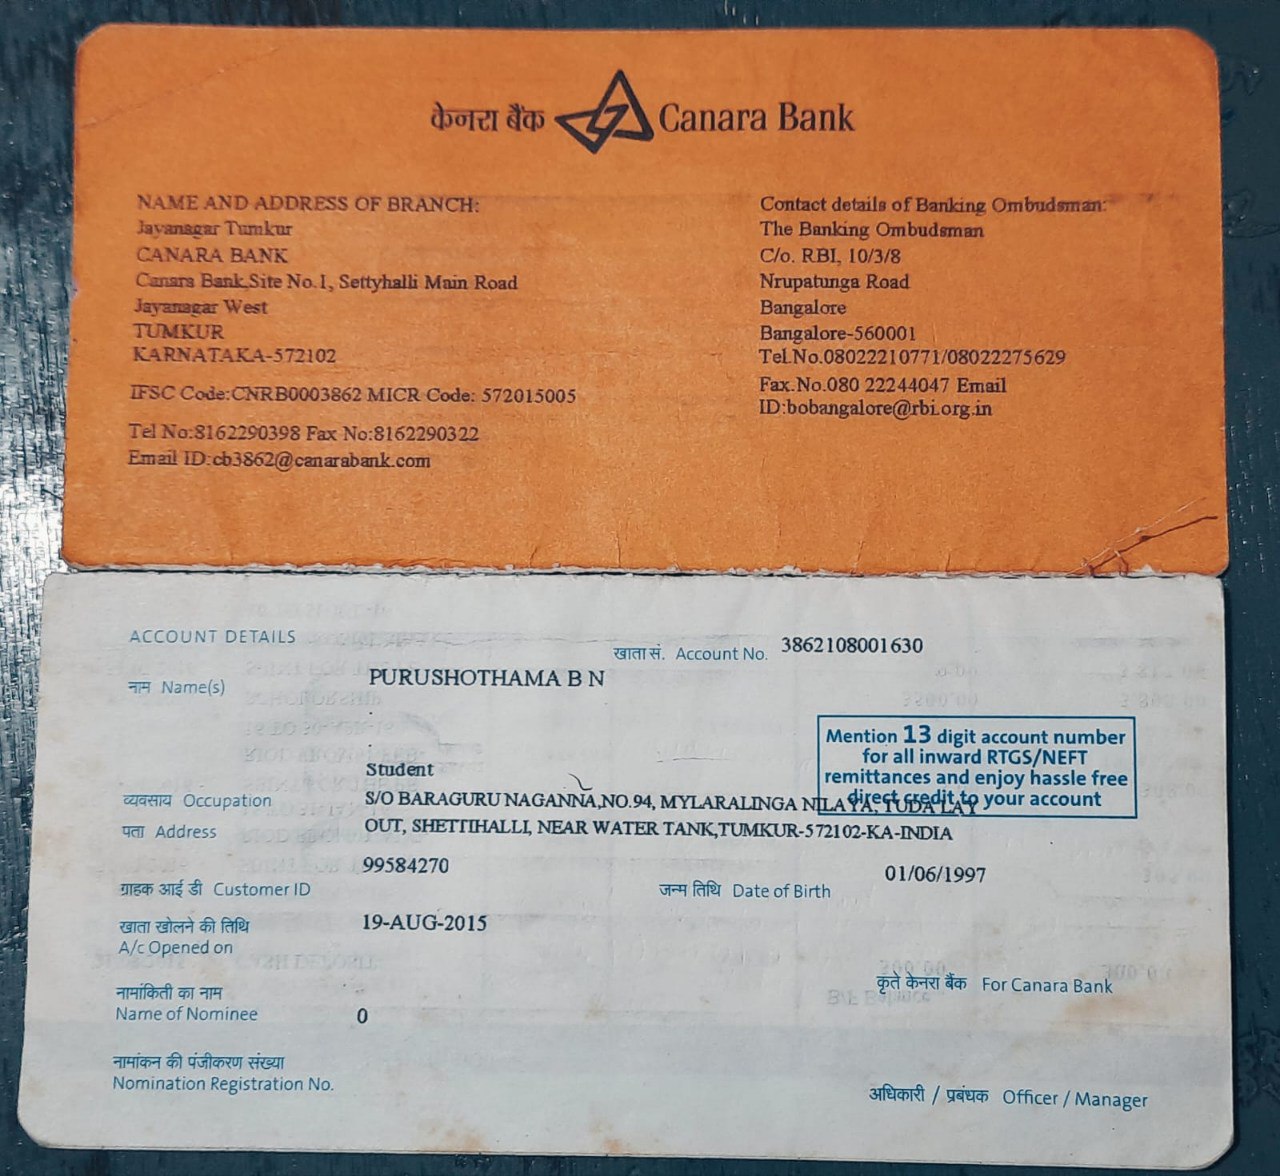 केनरा बैंक Canara Bank
NAME AND ADDRESS OF BRANCH:
Jayanagar Tumkur
CANARA BANK
Canara Bank,Site No.1, Settyhalli Main Road
Jayanagar West
TUMKUR
KARNATAKA-572102
IFSC Code:CNRB0003862 MICR Code: 572015005
Tel No:8162290398 Fax No:8162290322
Email ID:cb3862@canarabank.com
Contact details of Banking Ombudsman:
The Banking Ombudsman
C/o. RBI, 10/3/8
Nrupatunga Road
Bangalore
Bangalore-560001
Tel.No.08022210771/08022275629
Fax.No.080 22244047 Email
ID:bobangalore@rbi.org.in
ACCOUNT DETAILS
खाता सं. Account No. 3862108001630
नाम Name(s) PURUSHOTHAMA B N
Mention 13 digit account number
for all inward RTGS/NEFT
remittances and enjoy hassle free
direct credit to your account
Student
व्यवसाय Occupation
S/O BARAGURU NAGANNA,NO.94, MYLARALINGA NILAYA, TUDA LAY
पता Address OUT, SHETTIHALLI, NEAR WATER TANK,TUMKUR-572102-KA-INDIA
ग्राहक आई डी Customer ID 99584270
जन्म तिथि Date of Birth 01/06/1997
खाता खोलने की तिथि
A/c Opened on 19-AUG-2015
कृते केनरा बैंक For Canara Bank
नामांकिती का नाम
Name of Nominee 0
नामांकन की पंजीकरण संख्या
Nomination Registration No.
अधिकारी / प्रबंधक Officer / Manager